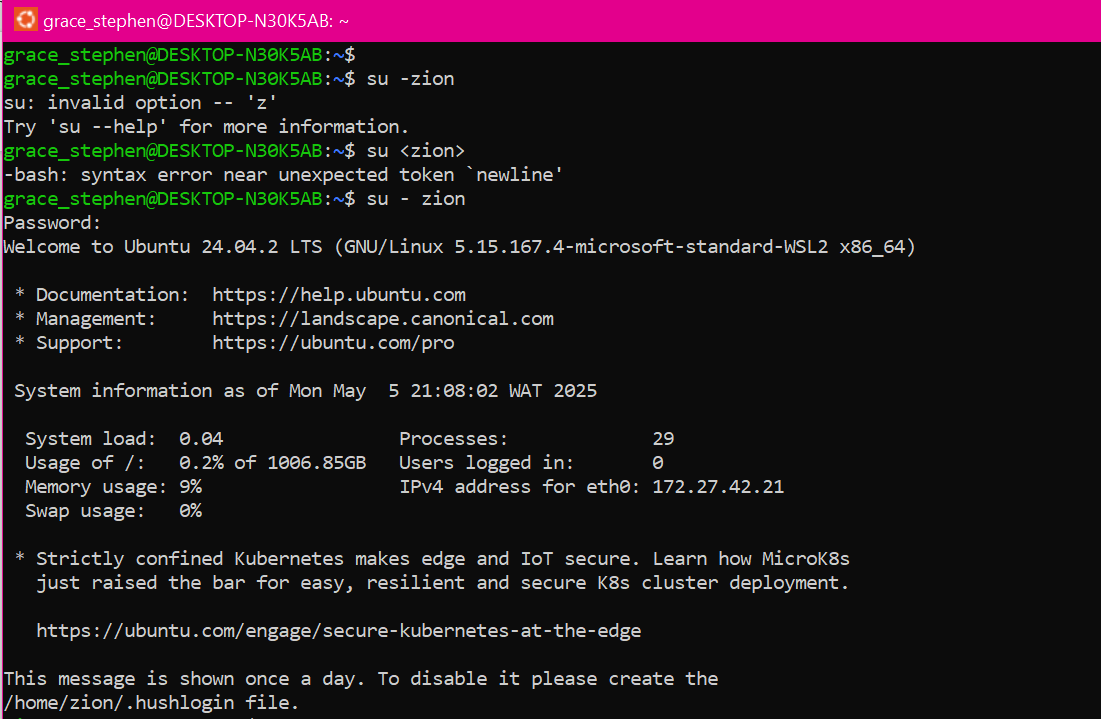 grace_stephen@DESKTOP-N30K5AB: ~
grace_stephen@DESKTOP-N30K5AB:~$
grace_stephen@DESKTOP-N30K5AB:~$ su -zion
su: invalid option -- 'z'
Try 'su --help' for more information.
grace_stephen@DESKTOP-N30K5AB:~$ su <zion>
-bash: syntax error near unexpected token `newline'
grace_stephen@DESKTOP-N30K5AB:~$ su - zion
Password:
Welcome to Ubuntu 24.04.2 LTS (GNU/Linux 5.15.167.4-microsoft-standard-WSL2 x86_64)
* Documentation:  https://help.ubuntu.com
* Management:     https://landscape.canonical.com
* Support:        https://ubuntu.com/pro
System information as of Mon May  5 21:08:02 WAT 2025
System load:  0.04                Processes:             29
Usage of /:   0.2% of 1006.85GB   Users logged in:       0
Memory usage: 9%                  IPv4 address for eth0: 172.27.42.21
Swap usage:   0%
* Strictly confined Kubernetes makes edge and IoT secure. Learn how MicroK8s
just raised the bar for easy, resilient and secure K8s cluster deployment.
https://ubuntu.com/engage/secure-kubernetes-at-the-edge
This message is shown once a day. To disable it please create the
/home/zion/.hushlogin file.